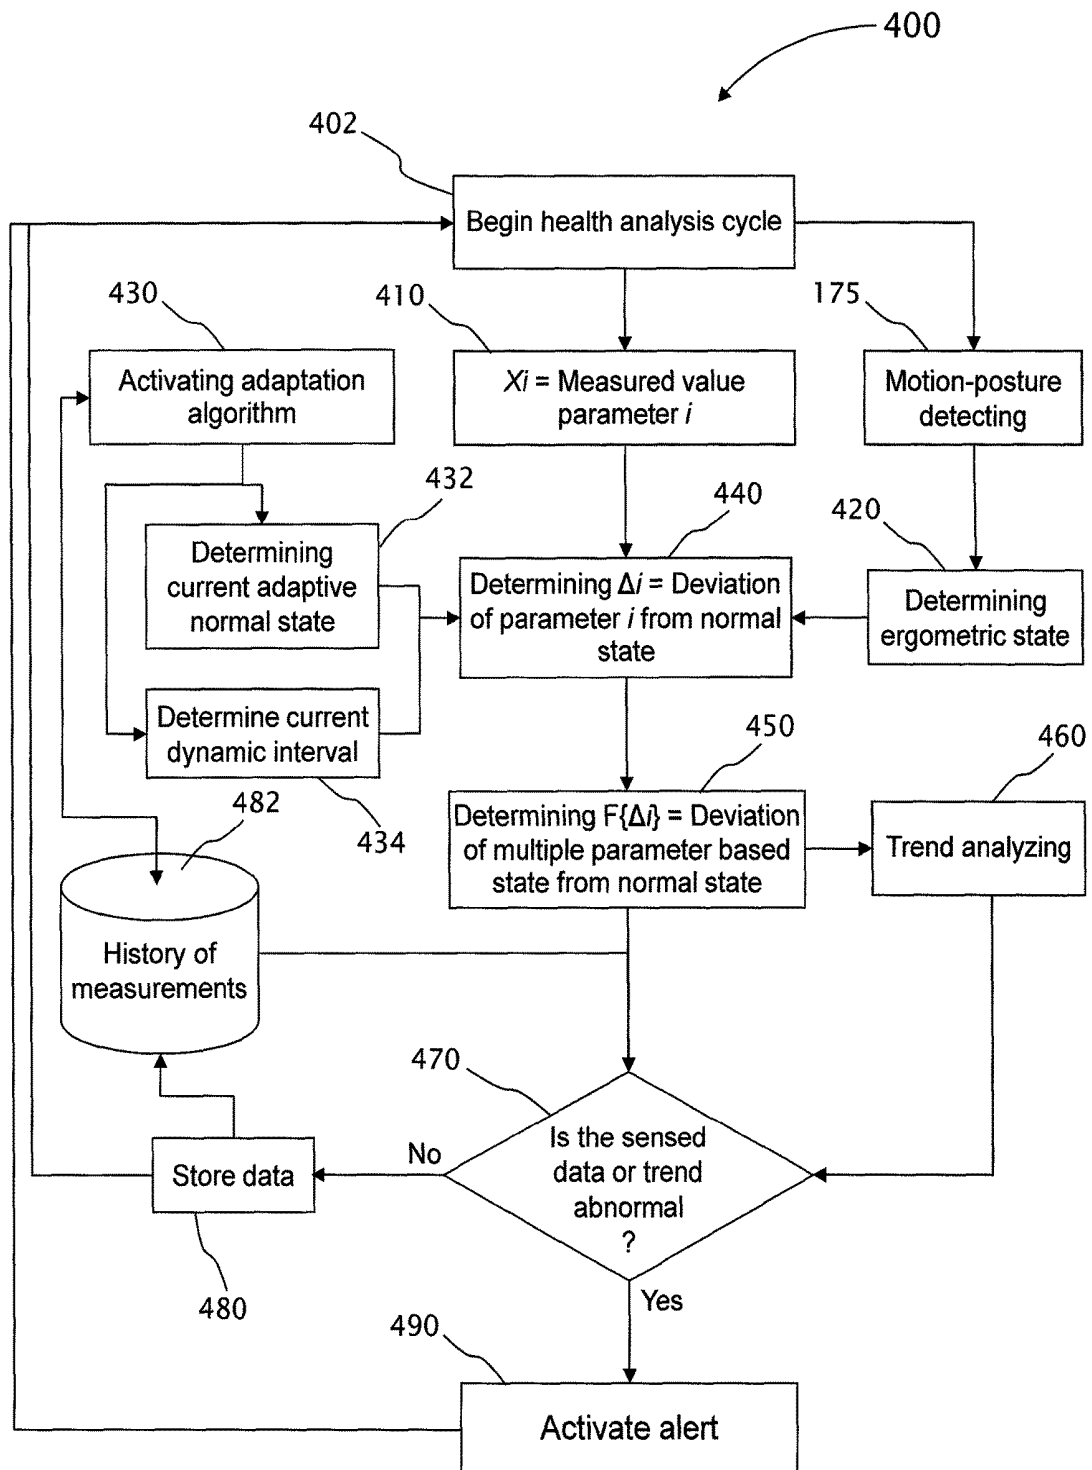 400
402
Begin health analysis cycle
430
410
175
Activating adaptation
algorithm
Xi = Measured value
parameter i
Motion-posture
detecting
432
440
420
Determining
current adaptive
normal state
Determining Δi = Deviation
of parameter i from normal
state
Determining
ergometric state
Determine current
dynamic interval
434
450
460
482
Determining F{Δi} = Deviation
of multiple parameter based
state from normal state
Trend analyzing
History of
measurements
470
Is the sensed
data or trend
abnormal
?
No
Store data
480
Yes
490
Activate alert